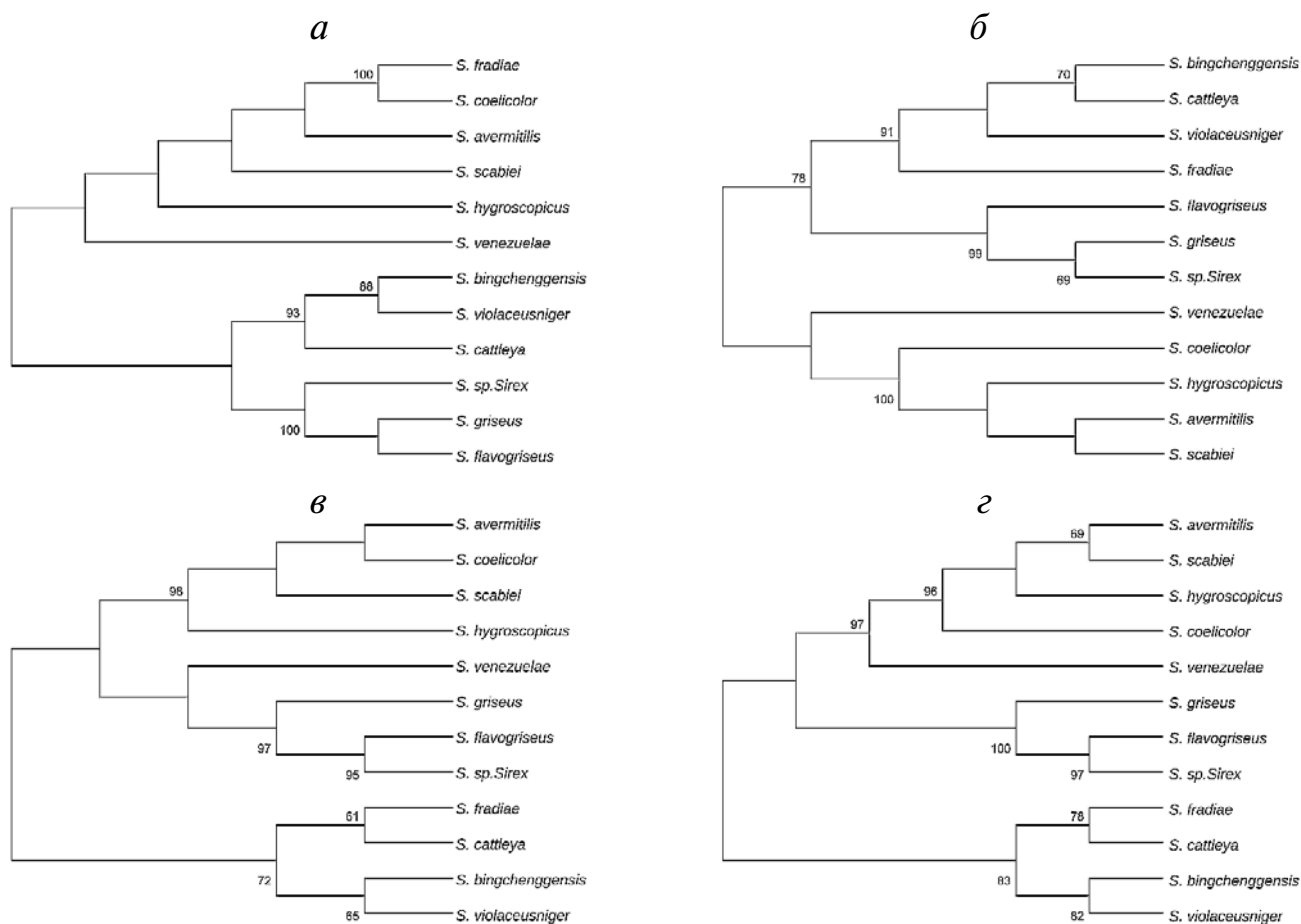 а
100
S. fradiae
S. coelicolor
S. avermitilis
S. scabiei
S. hygroscopicus
S. venezuelae
88
S. bingchenggensis
93
S. violaceusniger
S. cattleya
S. sp.Sirex
100
S. griseus
S. flavogriseus
б
70
S. bingchenggensis
S. cattleya
91
S. violaceusniger
78
S. fradiae
S. flavogriseus
99
S. griseus
69
S. sp.Sirex
S. venezuelae
S. coelicolor
100
S. hygroscopicus
S. avermitilis
S. scabiei
в
S. avermitilis
S. coelicolor
98
S. scabiei
S. hygroscopicus
S. venezuelae
S. griseus
97
S. flavogriseus
95
S. sp.Sirex
61
S. fradiae
S. cattleya
72
S. bingchenggensis
65
S. violaceusniger
г
69
S. avermitilis
S. scabiei
96
S. hygroscopicus
97
S. coelicolor
S. venezuelae
S. griseus
100
S. flavogriseus
97
S. sp.Sirex
78
S. fradiae
S. cattleya
83
S. bingchenggensis
62
S. violaceusniger